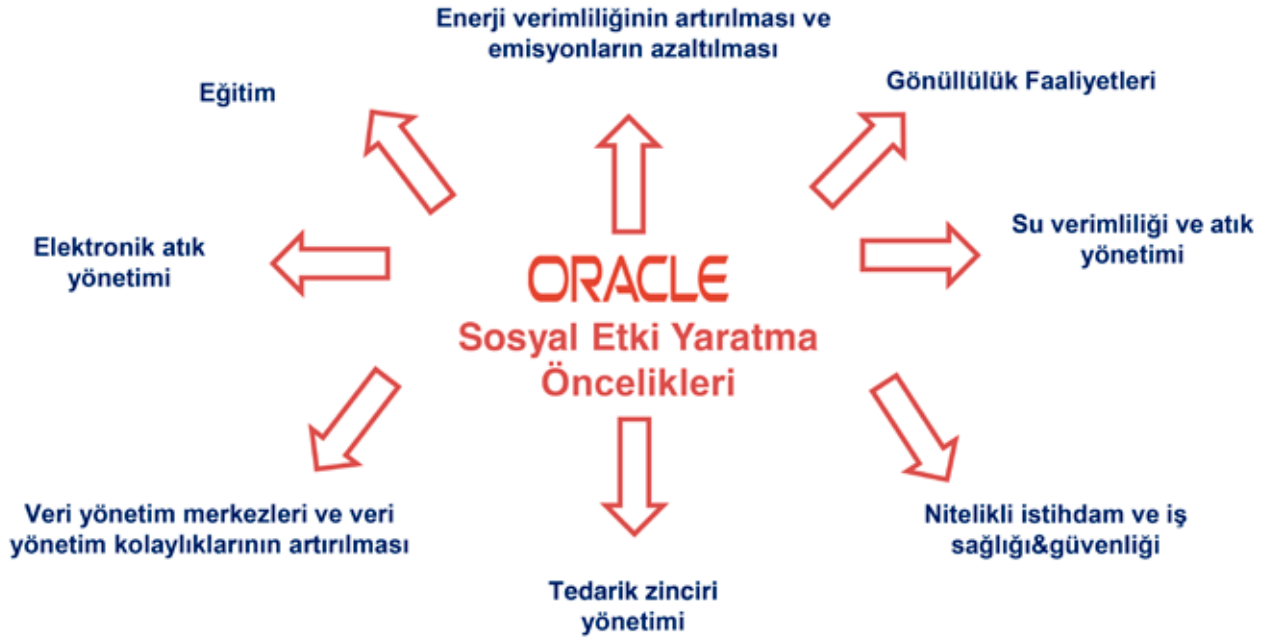 Enerji verimliliğinin artırılması ve
emisyonların azaltılması
Eğitim
Gönüllülük Faaliyetleri
Elektronik atık
yönetimi
Su verimliliği ve atık
yönetimi
ORACLE
Sosyal Etki Yaratma
Öncelikleri
Veri yönetim merkezleri ve veri
yönetim kolaylıklarının artırılması
Nitelikli istihdam ve iş
sağlığı&güvenliği
Tedarik zinciri
yönetimi